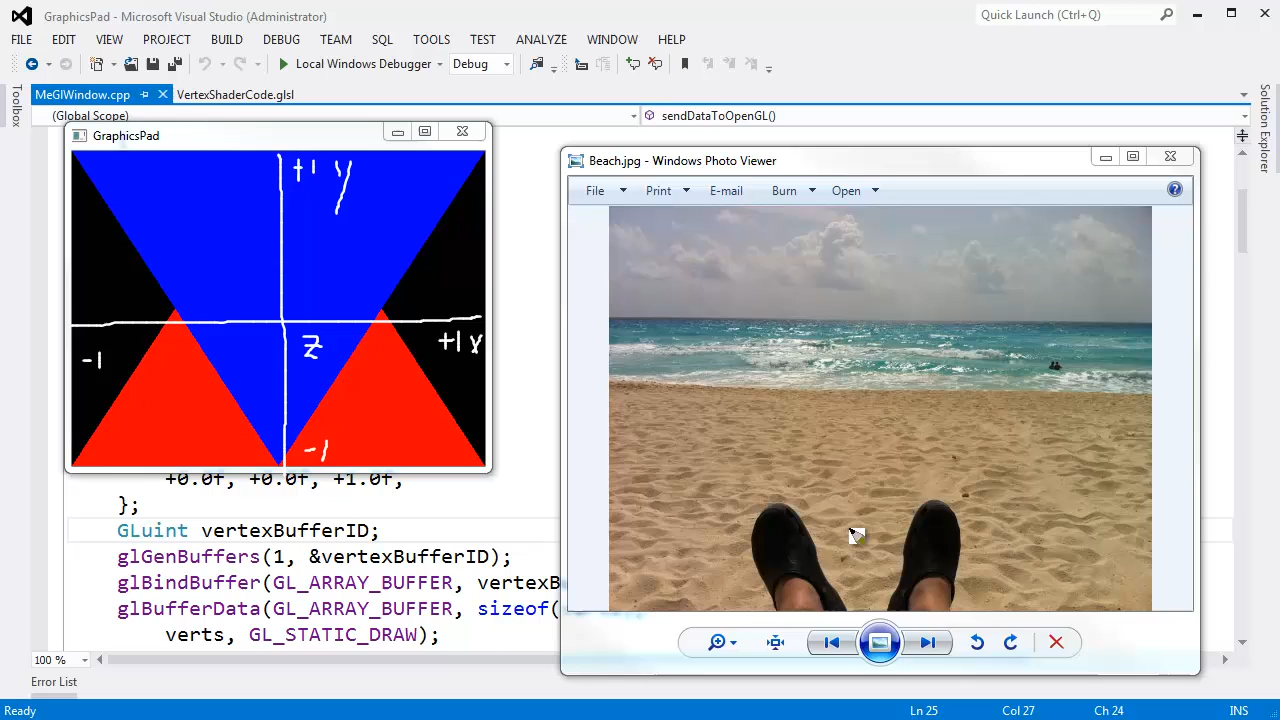 GraphicsPad - Microsoft Visual Studio (Administrator)
Quick Launch (Ctrl+Q)
FILE EDIT VIEW PROJECT BUILD DEBUG TEAM SQL TOOLS TEST ANALYZE WINDOW HELP
Local Windows Debugger Debug
MeGlWindow.cpp VertexShaderCode.glsl
(Global Scope) sendDataToOpenGL()
Toolbox
Solution Explorer
GraphicsPad
+1 y
z
-1
+1 x
-1
Beach.jpg - Windows Photo Viewer
File Print E-mail Burn Open
+0.0f, +0.0f, +1.0f,
};
GLuint vertexBufferID;
glGenBuffers(1, &vertexBufferID);
glBindBuffer(GL_ARRAY_BUFFER, vertexB
glBufferData(GL_ARRAY_BUFFER, sizeof(
verts, GL_STATIC_DRAW);
100 %
Error List
Ready Ln 25 Col 27 Ch 24 INS